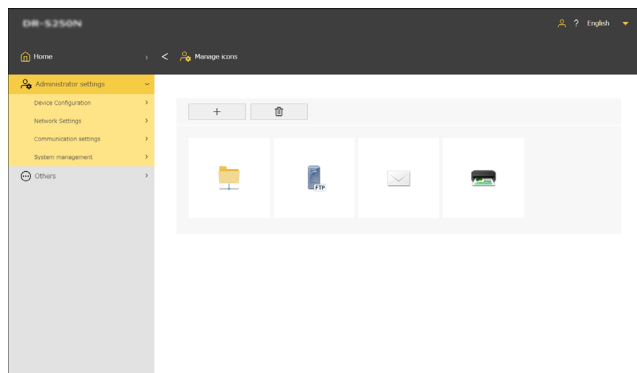 DR-S250N
? English
Home
< Manage icons
Administrator settings
Device Configuration
Network Settings
Communication settings
System management
Others
FTP